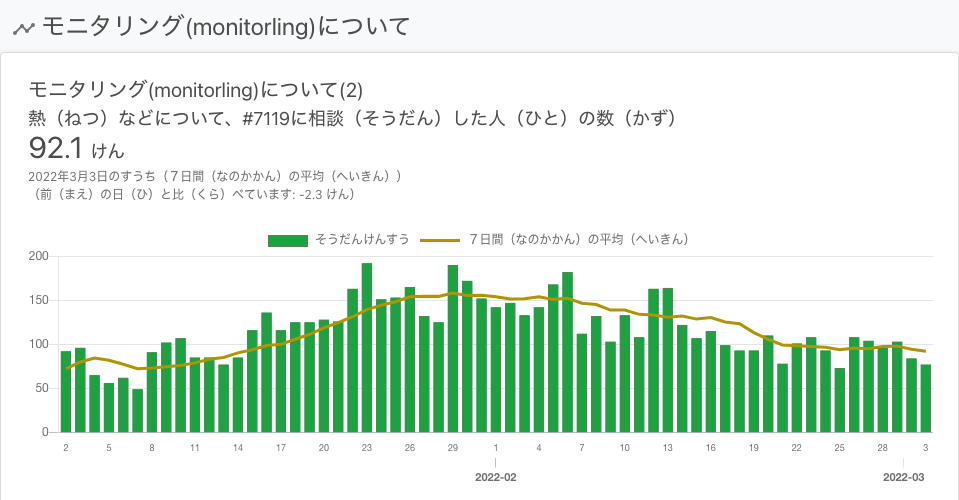 モニタリング(monitorling)について
モニタリング(monitorling)について(2)
熱（ねつ）などについて、#7119に相談（そうだん）した人（ひと）の数（かず）
92.1 けん
2022年3月3日のすうち（７日間（なのかかん）の平均（へいきん））
（前（まえ）の日（ひ）と比（くら）べています: -2.3 けん）
そうだんけんすう ７日間（なのかかん）の平均（へいきん）
200
150
100
50
0
2 5 8 11 14 17 20 23 26 29 1 4 7 10 13 16 19 22 25 28 3
2022-02 2022-03